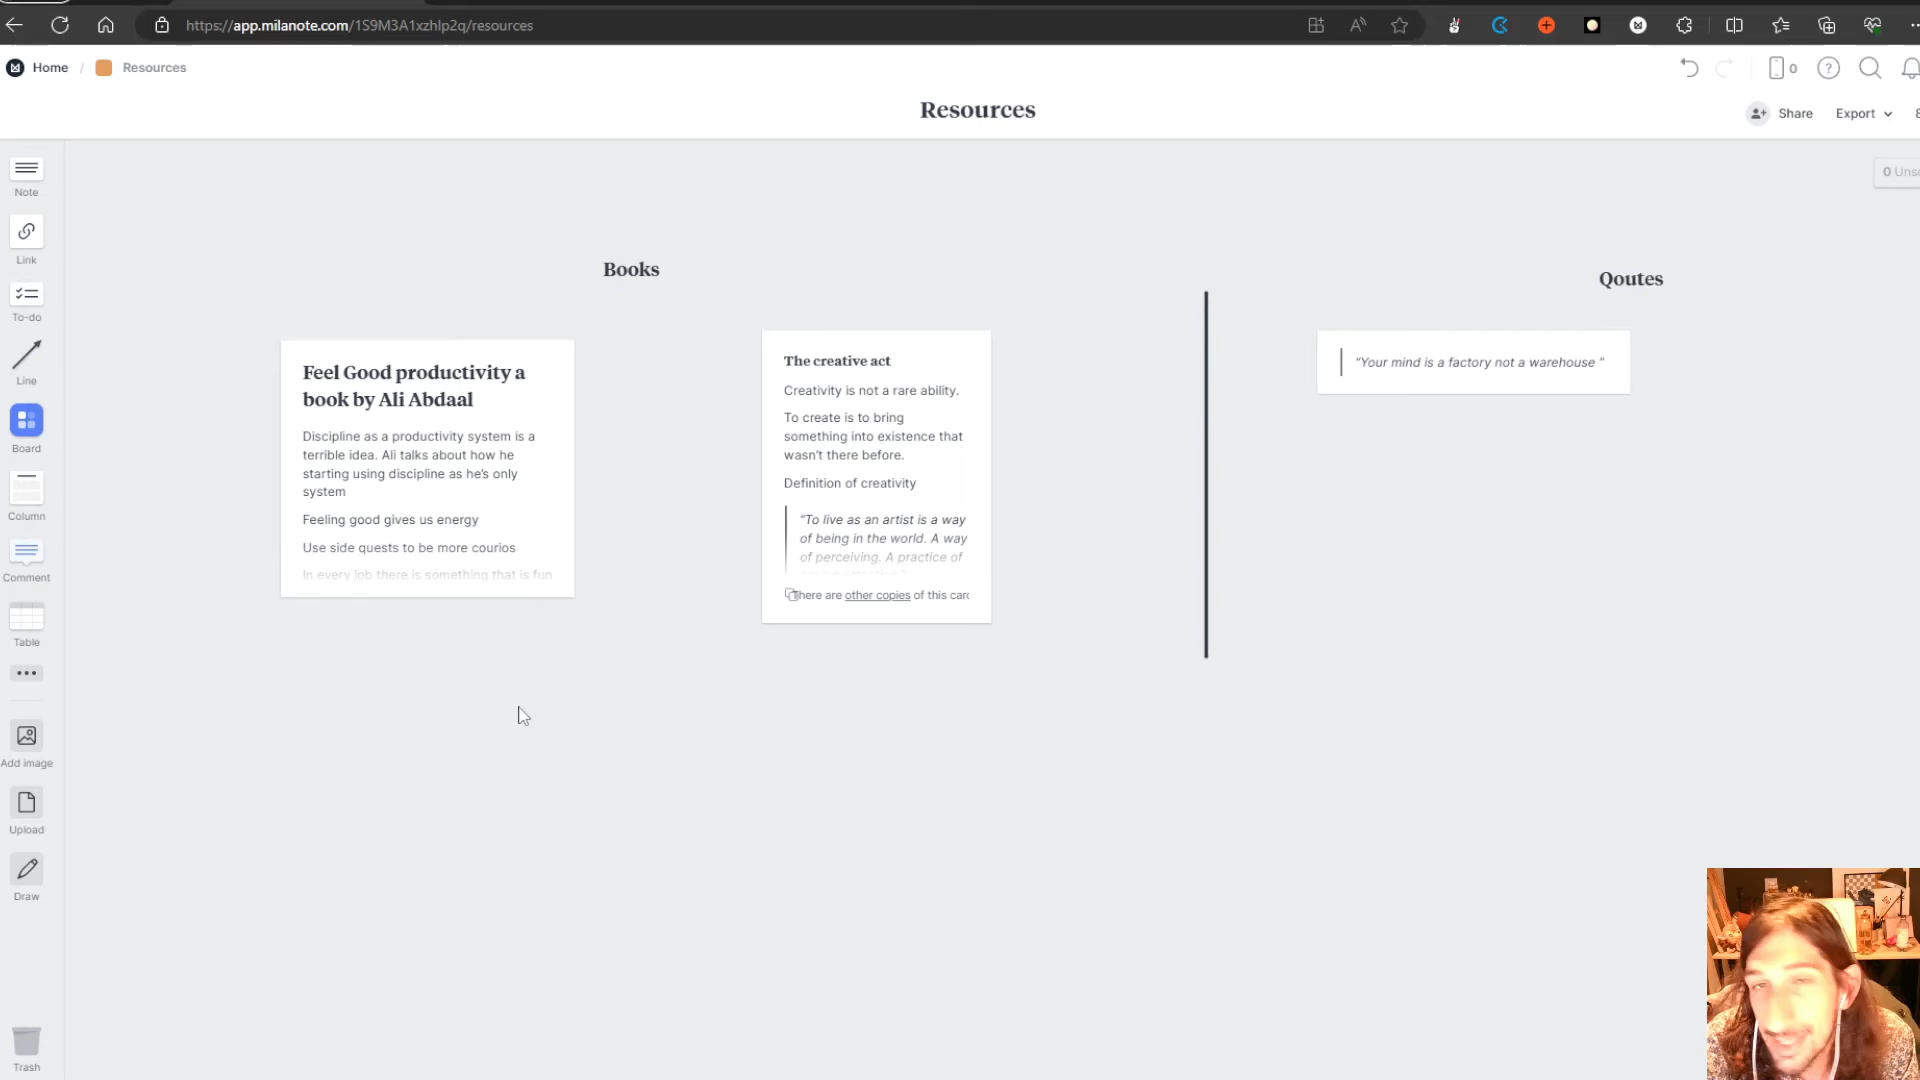 https://app.milanote.com/1S9M3A1xzhlp2q/resources
Home / Resources
0
Resources
Share
Export
Note
Link
To-do
Line
Board
Column
Comment
Table
Add image
Upload
Draw
Trash
0 Uns
Books
Feel Good productivity a
book by Ali Abdaal
Discipline as a productivity system is a
terrible idea. Ali talks about how he
starting using discipline as he's only
system
Feeling good gives us energy
Use side quests to be more courios
In every job there is something that is fun
The creative act
Creativity is not a rare ability.
To create is to bring
something into existence that
wasn't there before.
Definition of creativity
"To live as an artist is a way
of being in the world. A way
of perceiving. A practice of
here are other copies of this card
Qoutes
"Your mind is a factory not a warehouse "